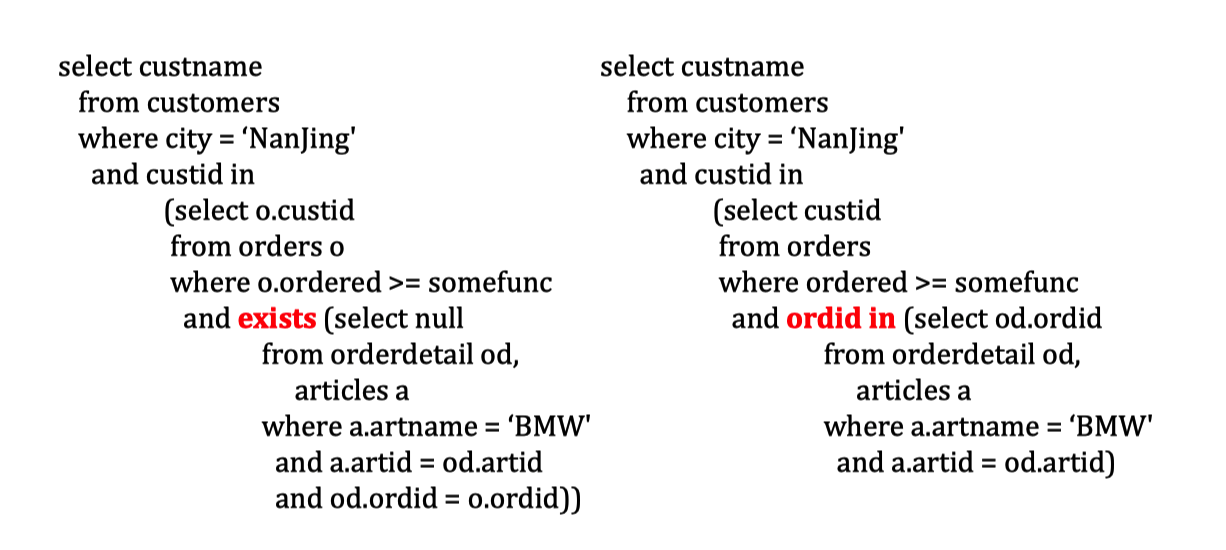 select custname
from customers
where city = ‘NanJing'
and custid in
(select o.custid
from orders o
where o.ordered >= somefunc
and exists (select null
from orderdetail od,
articles a
where a.artname = ‘BMW'
and a.artid = od.artid
and od.ordid = o.ordid))
select custname
from customers
where city = ‘NanJing'
and custid in
(select custid
from orders
where ordered >= somefunc
and ordid in (select od.ordid
from orderdetail od,
articles a
where a.artname = ‘BMW'
and a.artid = od.artid)